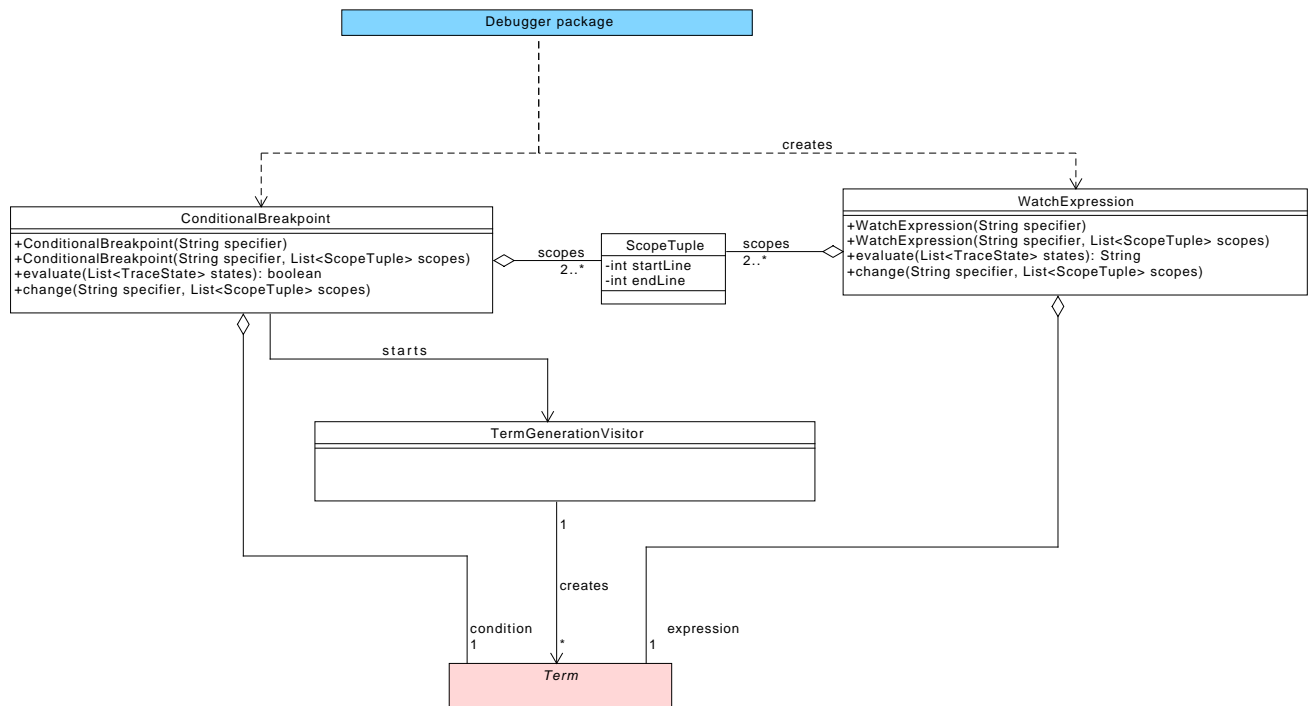 Debugger package
creates
ConditionalBreakpoint
+ConditionalBreakpoint(String specifier)
+ConditionalBreakpoint(String specifier, List<ScopeTuple> scopes)
+evaluate(List<TraceState> states): boolean
+change(String specifier, List<ScopeTuple> scopes)
scopes
2..*
ScopeTuple
-int startLine
-int endLine
scopes
2..*
WatchExpression
+WatchExpression(String specifier)
+WatchExpression(String specifier, List<ScopeTuple> scopes)
+evaluate(List<TraceState> states): String
+change(String specifier, List<ScopeTuple> scopes)
starts
TermGenerationVisitor
1
creates
*
condition
1
expression
1
Term